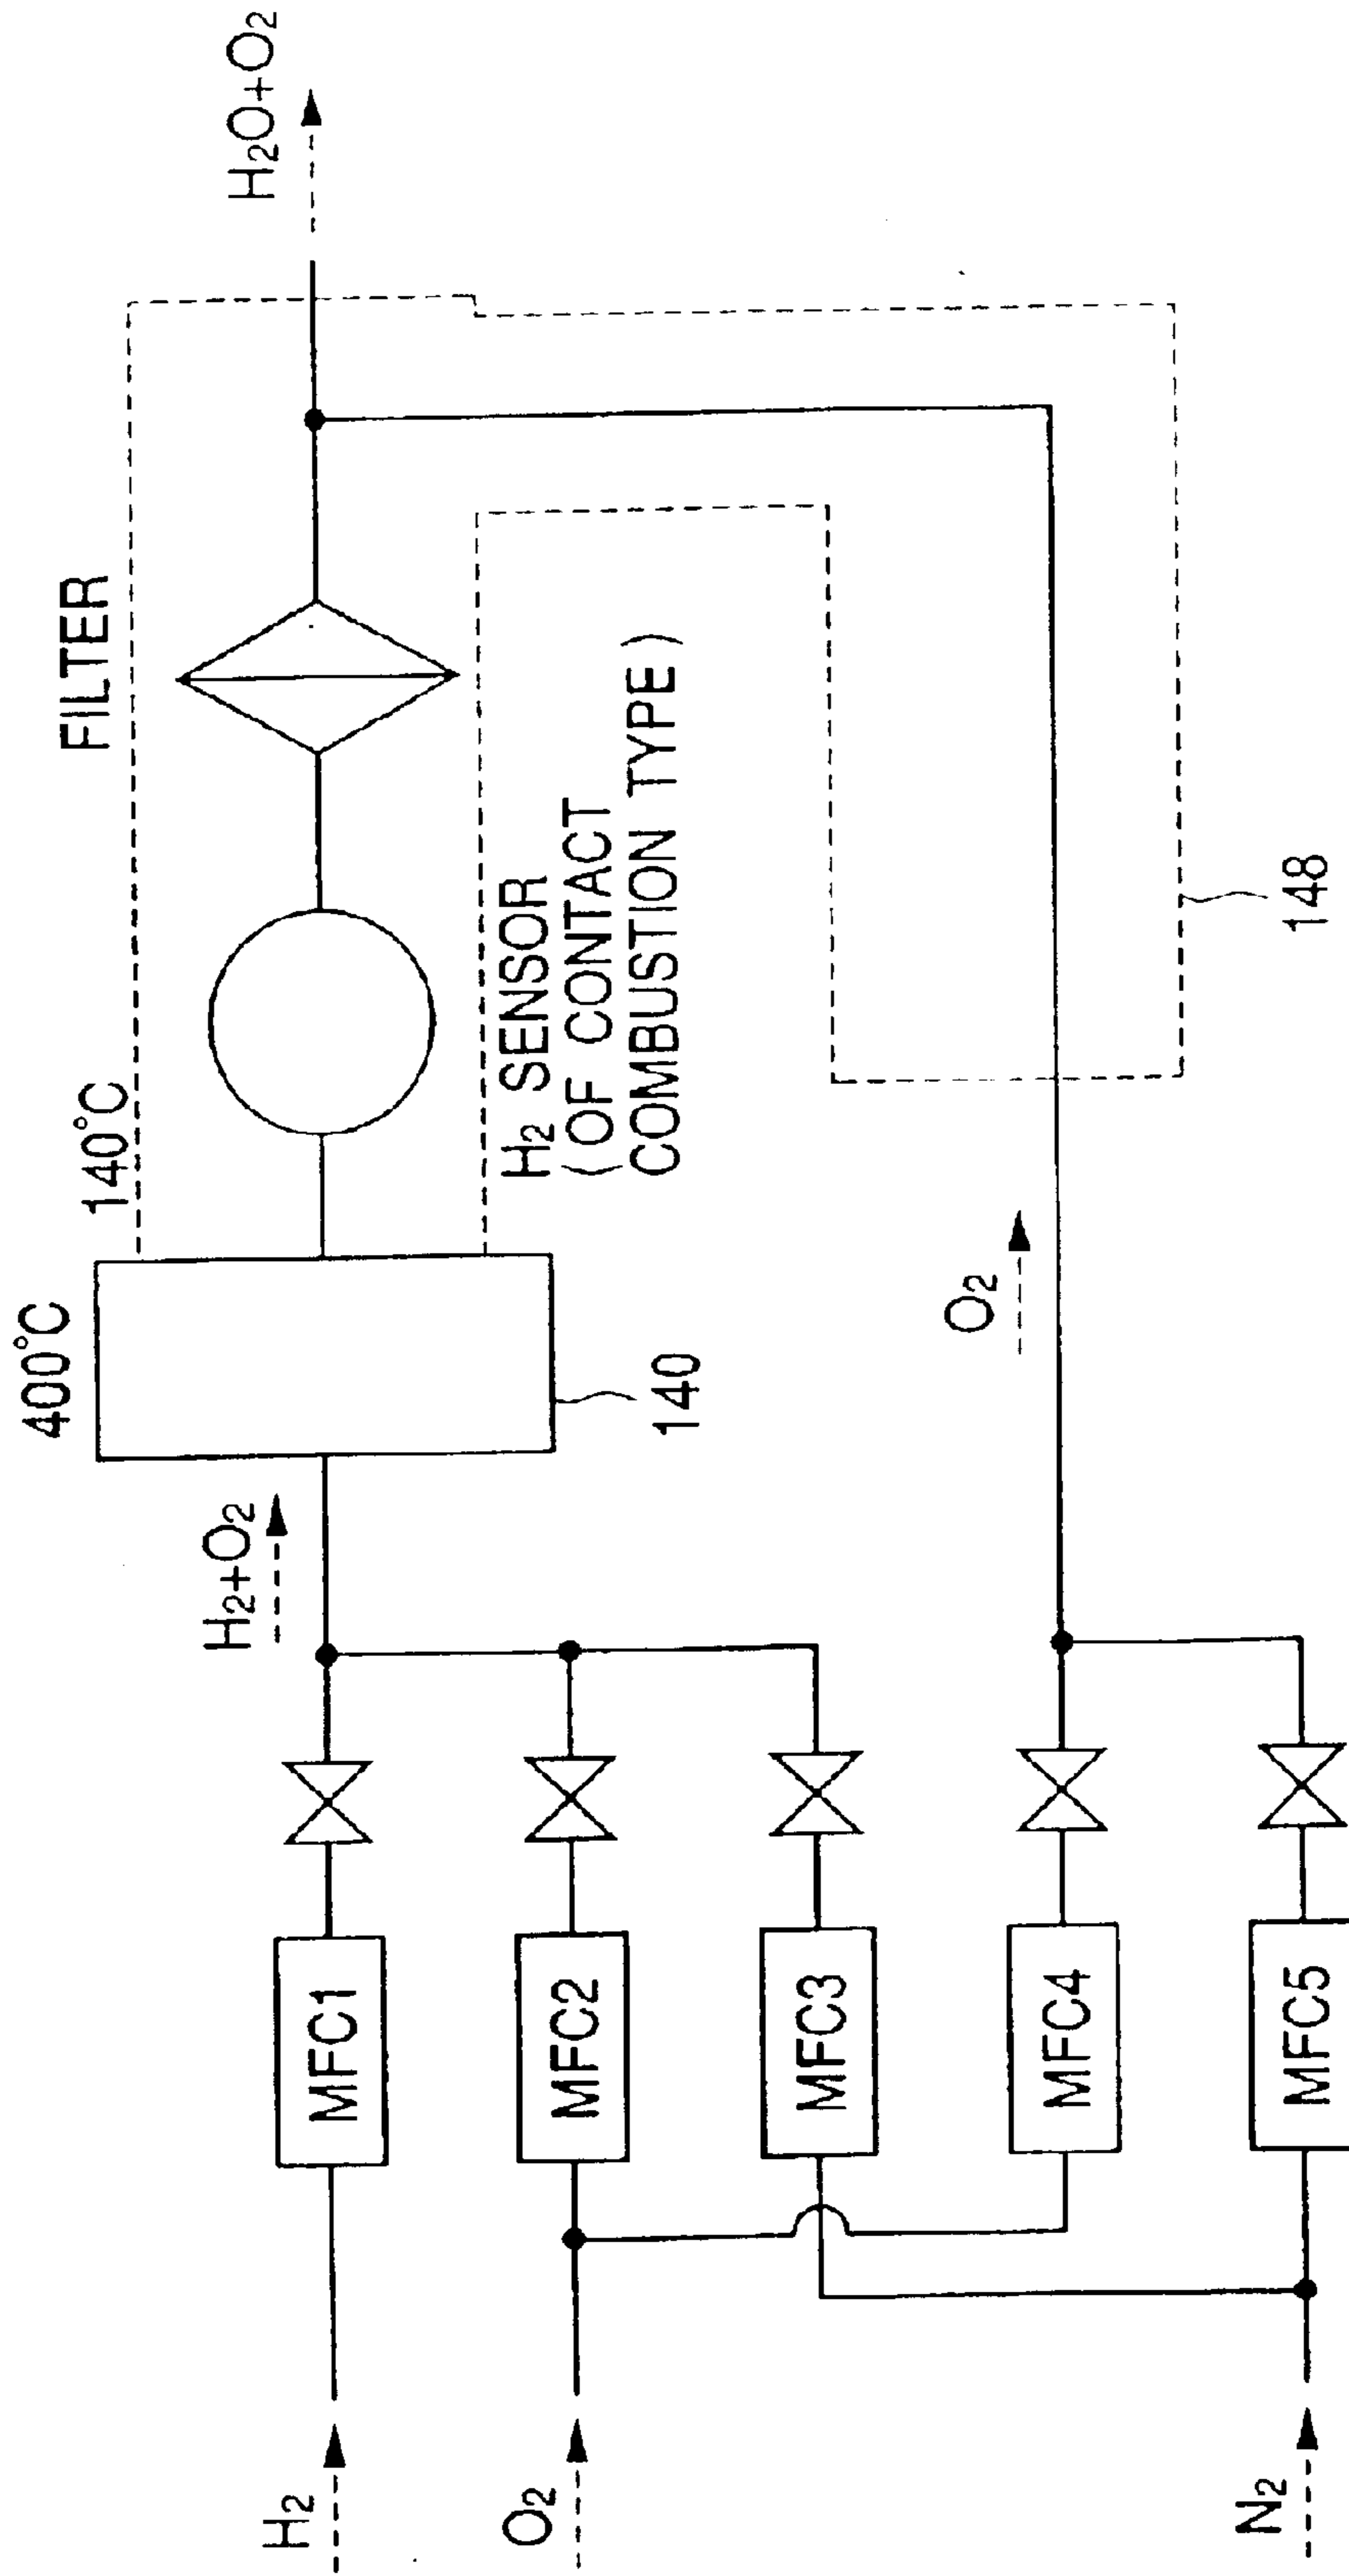 FILTER
H2O+O2
400°C
140°C
H2+O2
H2 SENSOR
(OF CONTACT
COMBUSTION TYPE)
140
H2
MFC1
O2
MFC2
MFC3
O2
148
MFC4
N2
MFC5